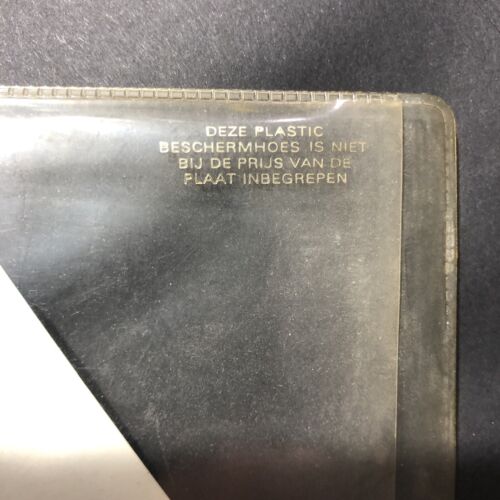 DEZE PLASTIC
BESCHERMHOES IS NIET
BIJ DE PRIJS VAN DE
PLAAT INBEGREPEN